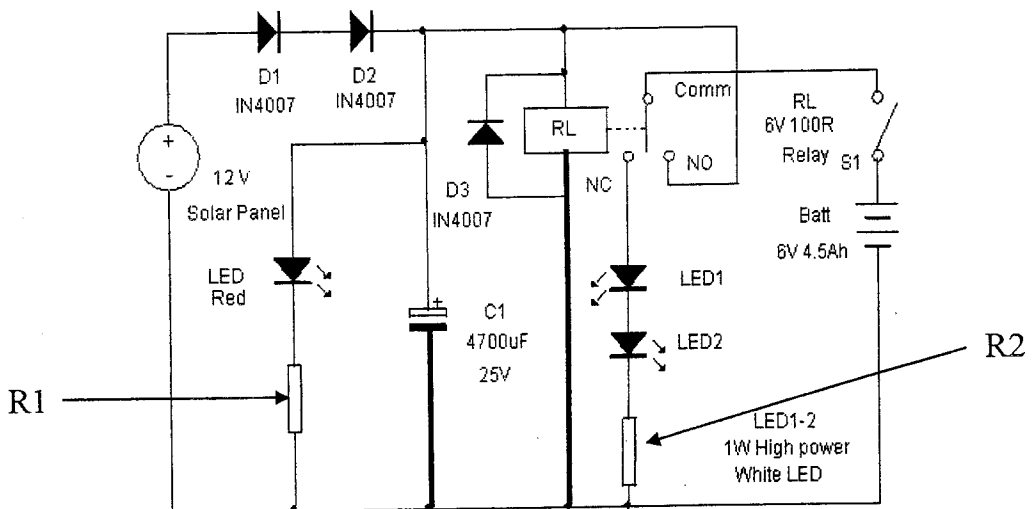 D1
IN4007
D2
IN4007
+
-
12 V
Solar Panel
LED
Red
R1
+
C1
4700uF
25V
D3
IN4007
RL
NC
NO
Comm
RL
6V 100R
Relay
S1
Batt
6V 4.5Ah
LED1
LED2
R2
LED1-2
1W High power
White LED